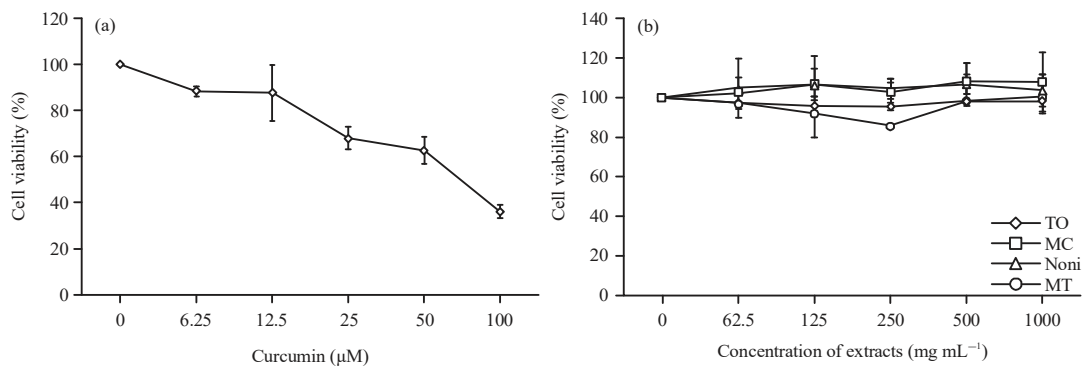 (a)
120
100
80
60
40
20
0
Cell viability (%)
0 6.25 12.5 25 50 100
Curcumin (µM)
(b)
140
120
100
80
60
40
20
0
Cell viability (%)
TO
MC
Noni
MT
0 62.5 125 250 500 1000
Concentration of extracts (mg mL⁻¹)